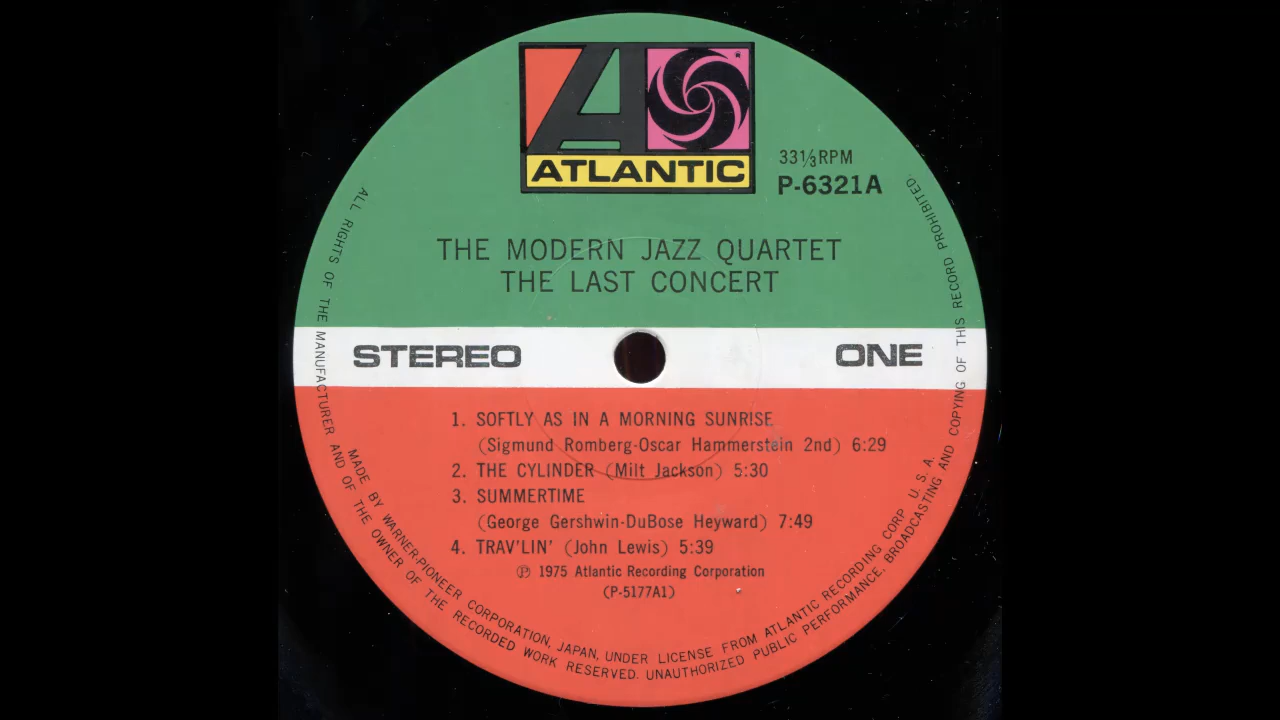 ATLANTIC
33⅓RPM
P-6321A
THE MODERN JAZZ QUARTET
THE LAST CONCERT
STEREO
ONE
1. SOFTLY AS IN A MORNING SUNRISE
(Sigmund Romberg-Oscar Hammerstein 2nd) 6:29
2. THE CYLINDER (Milt Jackson) 5:30
3. SUMMERTIME
(George Gershwin-DuBose Heyward) 7:49
4. TRAV'LIN' (John Lewis) 5:39
Ⓟ 1975 Atlantic Recording Corporation
(P-5177A1)
MADE BY WARNER-PIONEER CORPORATION, JAPAN, UNDER LICENSE FROM ATLANTIC RECORDING CORP. U. S. A.
ALL RIGHTS OF THE MANUFACTURER AND OF THE OWNER OF THE RECORDED WORK RESERVED. UNAUTHORIZED PUBLIC PERFORMANCE, BROADCASTING AND COPYING OF THIS RECORD PROHIBITED.